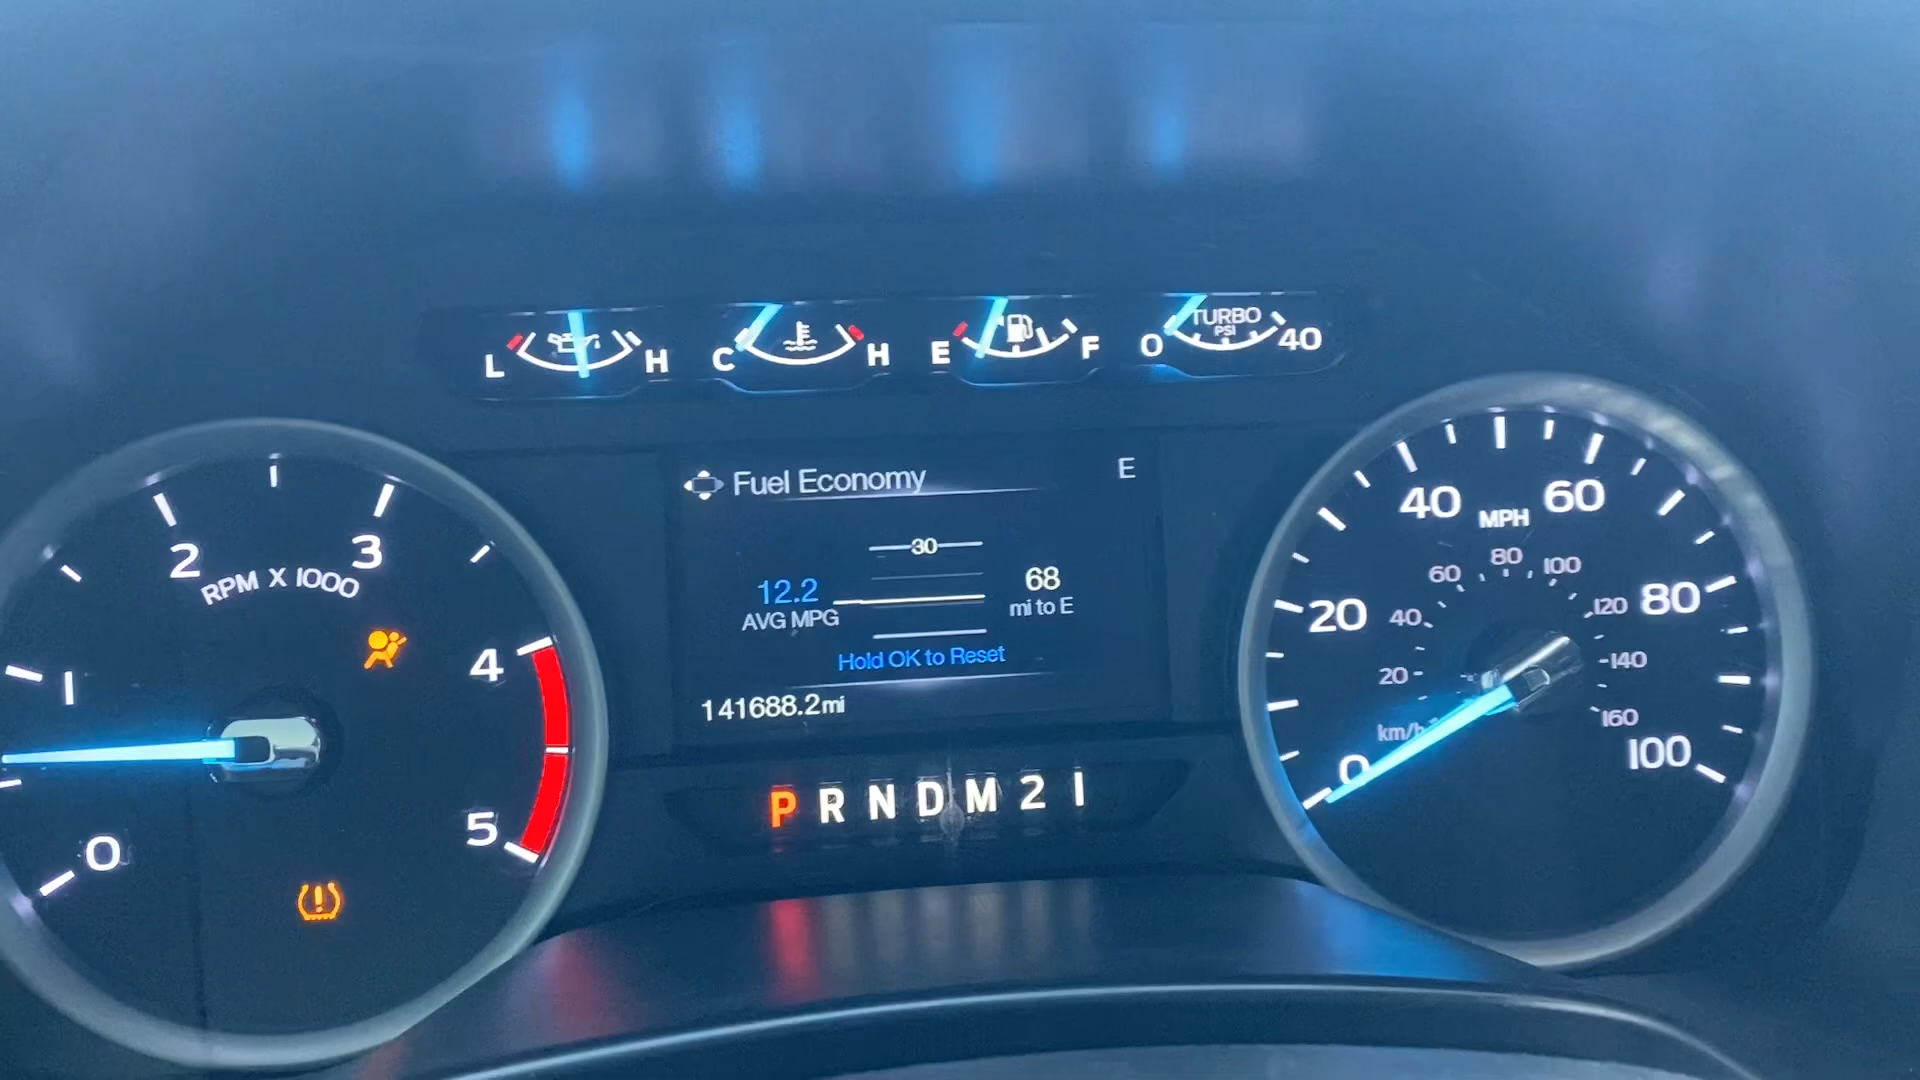 L H C H E F O TURBO PSI 40
Fuel Economy E
30
12.2
AVG MPG
68
mi to E
Hold OK to Reset
141688.2mi
P R N D M 2 1
0 1 2 3 4 5
RPM X 1000
0 20 40 60 80 100
MPH
20 40 60 80 100 120 140 160
km/h